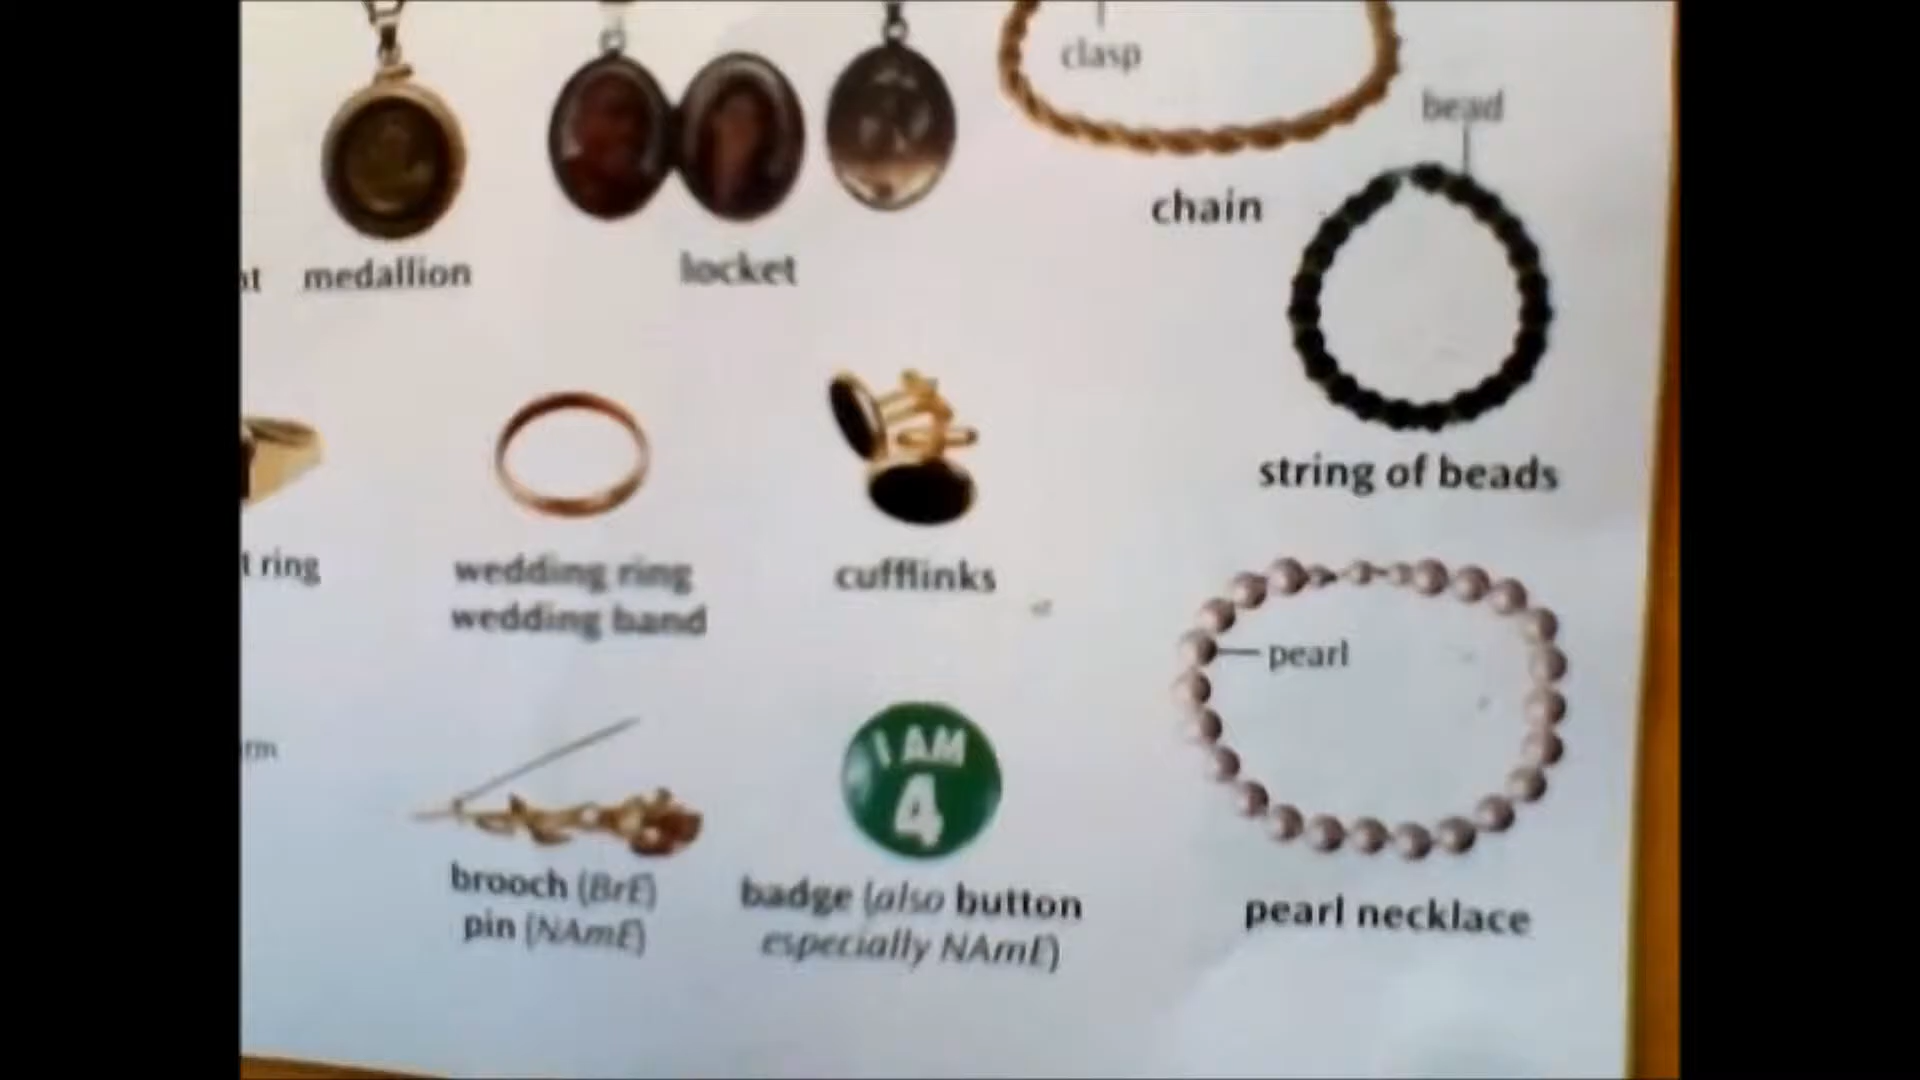 clasp
bead
chain
medallion
locket
string of beads
ring
wedding ring
wedding band
cufflinks
pearl
I AM
4
brooch (BrE)
pin (NAmE)
badge (also button
especially NAmE)
pearl necklace